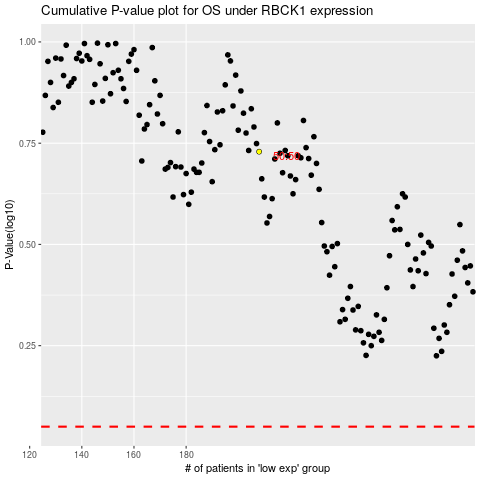 Cumulative P-value plot for OS under RBCK1 expression
P-Value(log10)
1.00
0.75
0.50
0.25
120
140
160
180
# of patients in 'low exp' group